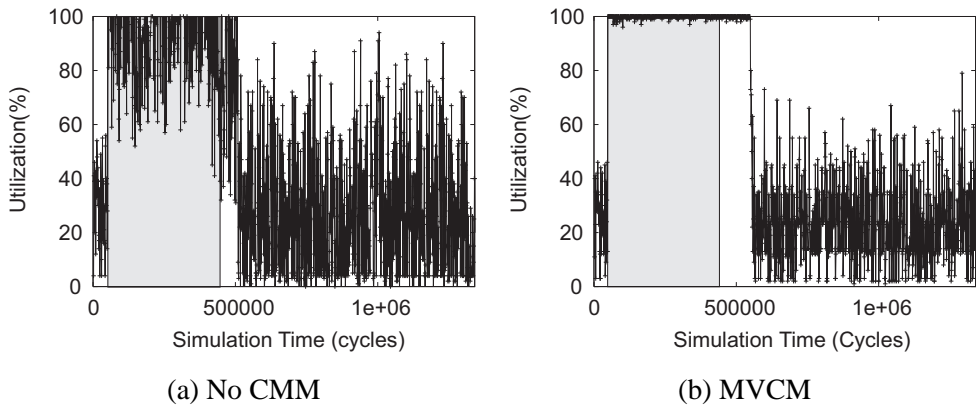 100
80
60
40
20
0
Utilization(%)
0 500000 1e+06
Simulation Time (cycles)
(a) No CMM
100
80
60
40
20
0
Utilization(%)
0 500000 1e+06
Simulation Time (Cycles)
(b) MVCM